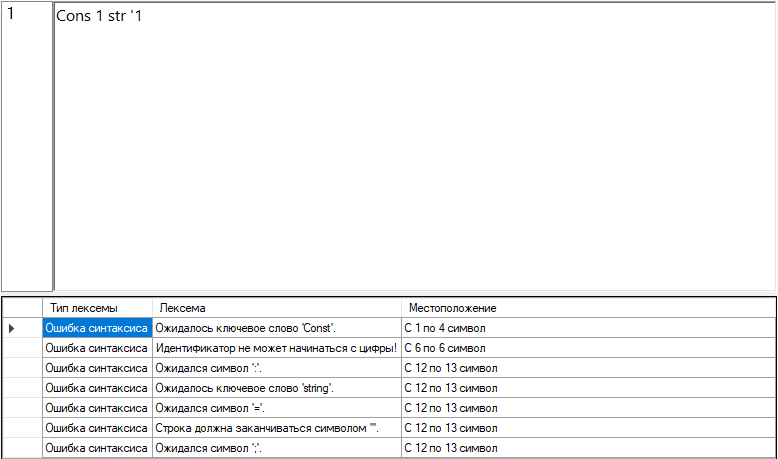 1
Cons 1 str '1
Тип лексемы Лексема Местоположение
Ошибка синтаксиса Ожидалось ключевое слово 'Const'. С 1 по 4 символ
Ошибка синтаксиса Идентификатор не может начинаться с цифры! С 6 по 6 символ
Ошибка синтаксиса Ожидался символ ':'. С 12 по 13 символ
Ошибка синтаксиса Ожидалось ключевое слово 'string'. С 12 по 13 символ
Ошибка синтаксиса Ожидался символ '='. С 12 по 13 символ
Ошибка синтаксиса Строка должна заканчиваться символом '''. С 12 по 13 символ
Ошибка синтаксиса Ожидался символ ';'. С 12 по 13 символ